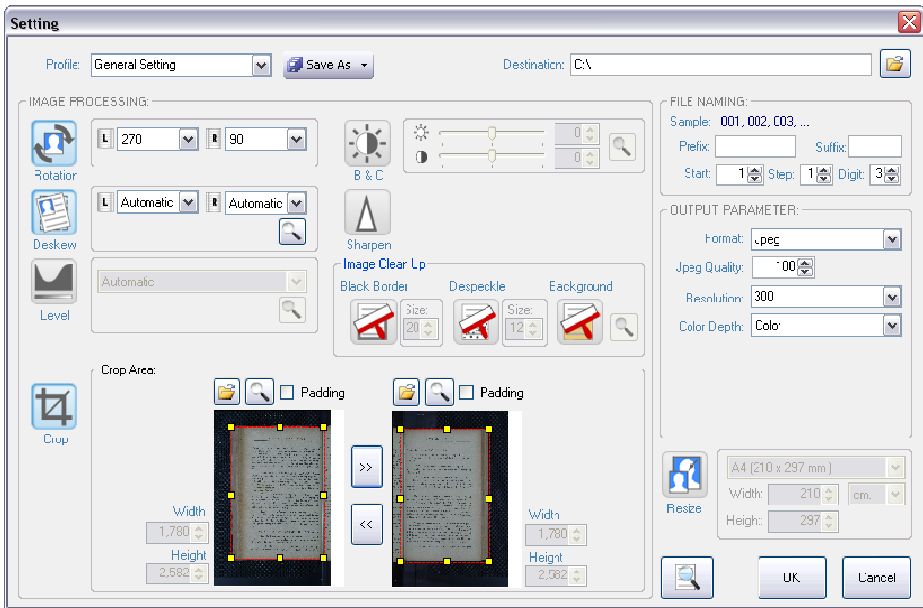 Setting
Profile: General Setting Save As Destination: C:\
IMAGE PROCESSING:
L 270 R 90
Rotation
L Automatic R Automatic
Deskew
Automatic
Level
B & C
0
0
Sharpen
Image Clear Up
Black Border Despeckle Background
Size: 20 Size: 12
Crop
Crop Area:
Padding Padding
>>
<<
Width
1,780
Height
2,582
Width
1,780
Height
2,582
FILE NAMING:
Sample: 001, 002, 003, ...
Prefix: Suffix:
Start: 1 Step: 1 Digit: 3
OUTPUT PARAMETER:
Format: Jpeg
Jpeg Quality: 100
Resolution: 300
Color Depth: Color
Resize
A4 (210 x 297 mm)
Width: 210 cm.
Height: 297
OK Cancel